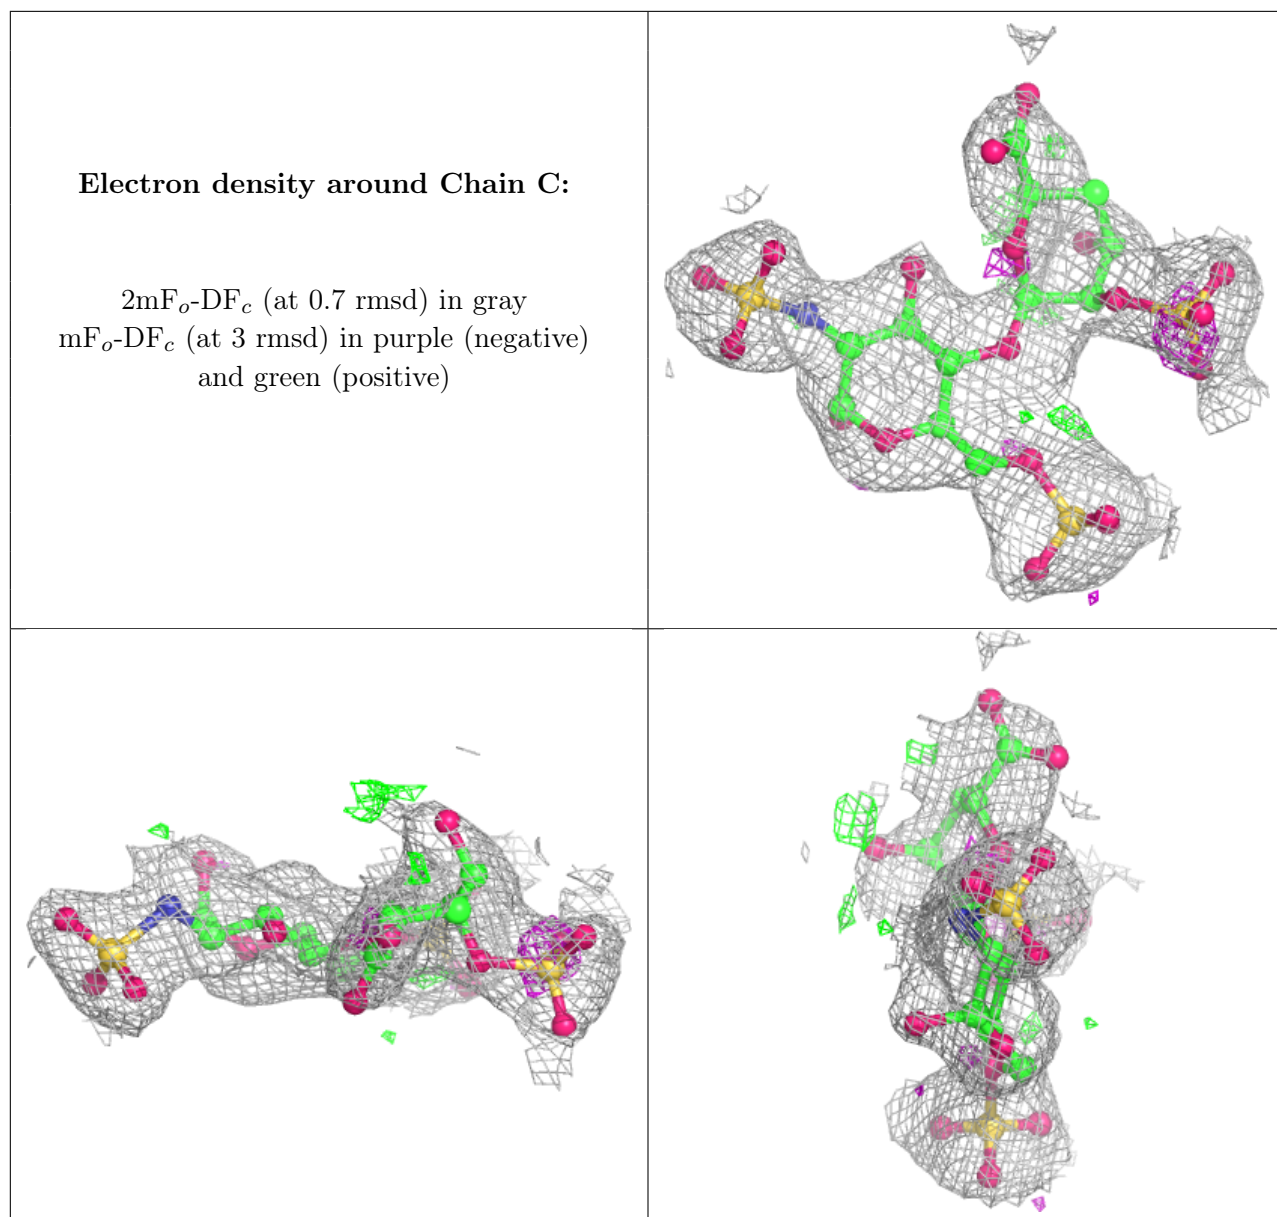 Electron density around Chain C:
2mFo-DFc (at 0.7 rmsd) in gray
mFo-DFc (at 3 rmsd) in purple (negative)
and green (positive)